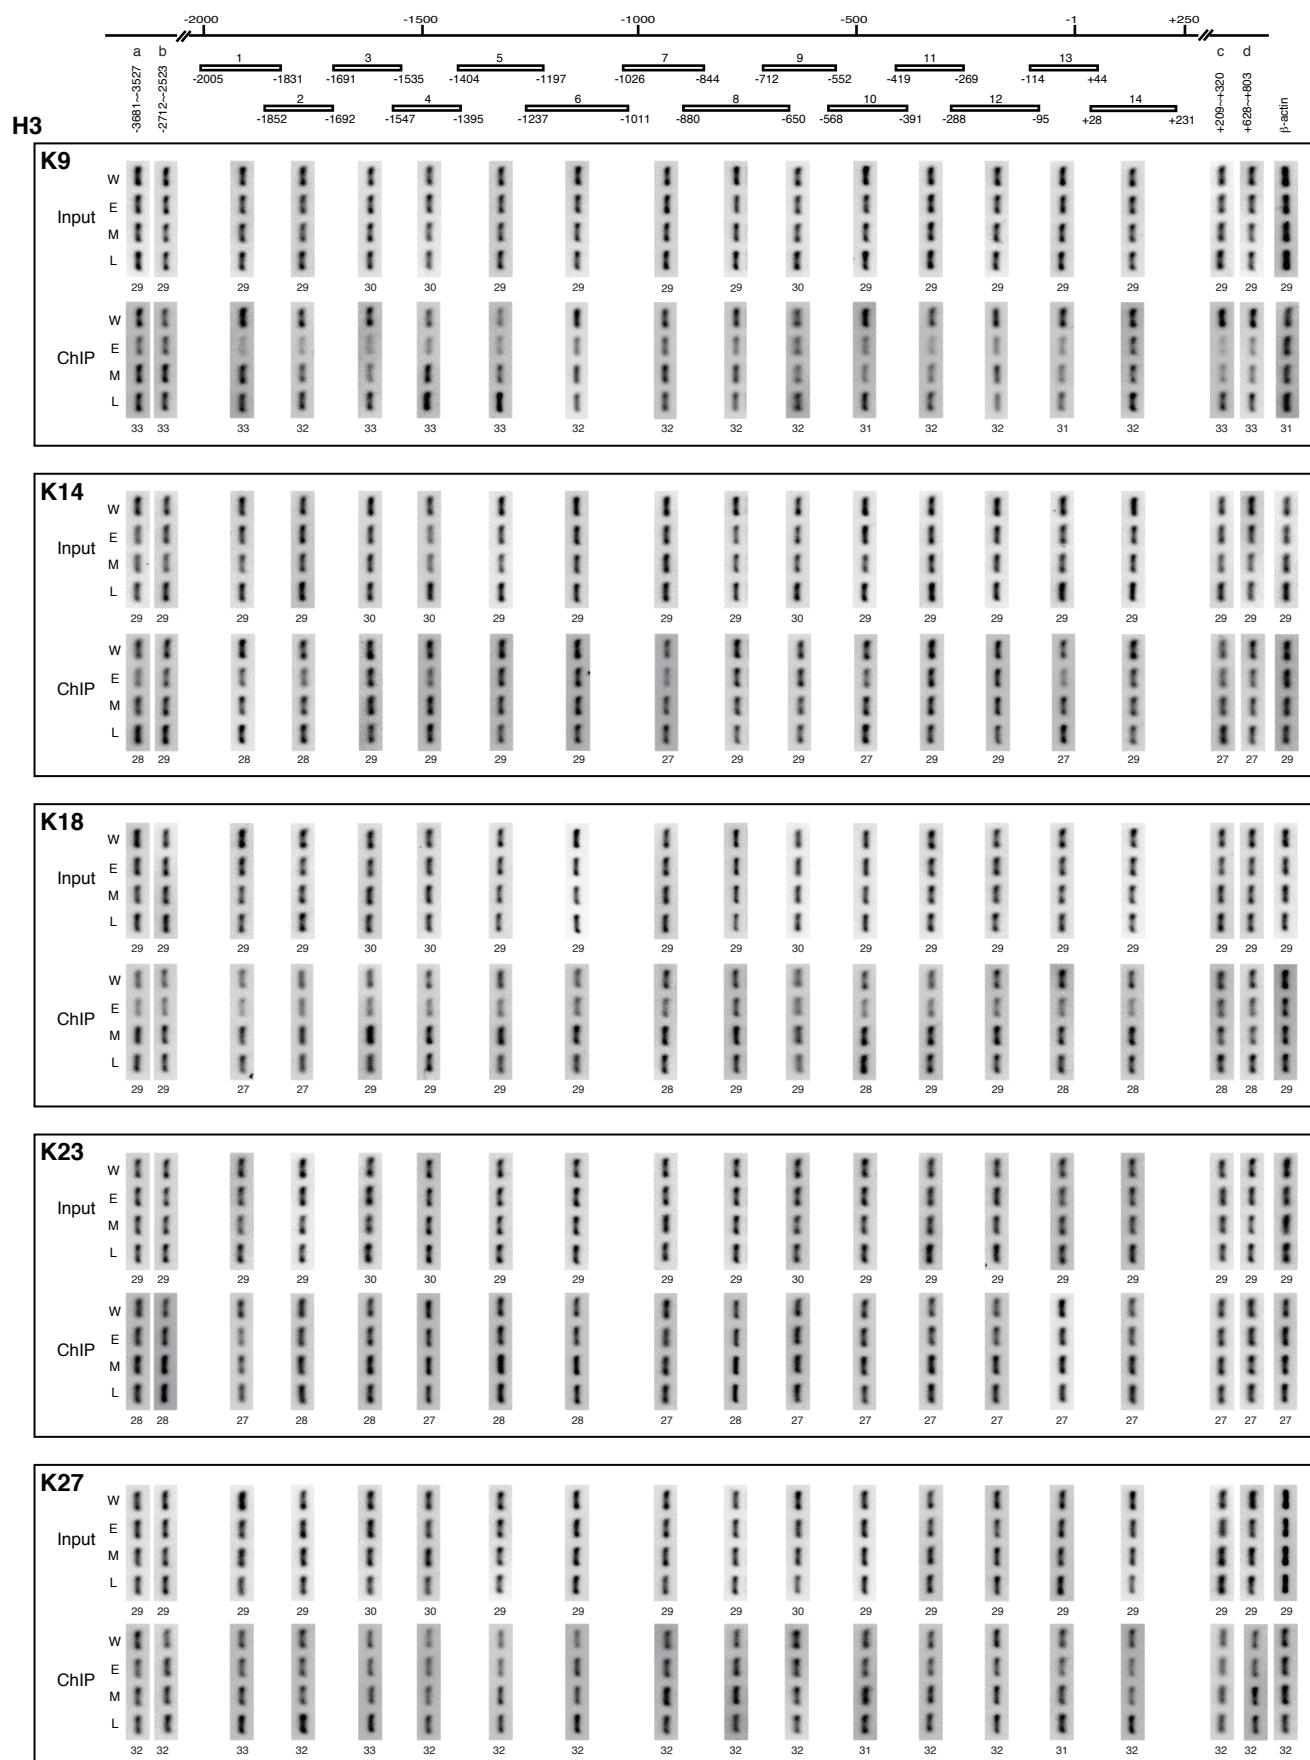 -2000 -1500 -1000 -500 -1 +250
a b 1 3 5 7 9 11 13 c d
-2005 -1831 -1691 -1535 -1404 -1197 -1026 -844 -712 -552 -419 -269 -114 +44
2 4 6 8 10 12 14
-1852 -1692 -1547 -1395 -1237 -1011 -880 -650 -568 -391 -288 -95 +28 +231
-3681~-3527
-2712~-2523
+209~+320
+628~+803
β-actin
H3
K9
W
E
Input
M
L
29 29 29 29 30 30 29 29 29 29 30 29 29 29 29 29 29 29 29
W
E
ChIP
M
L
33 33 33 32 33 33 33 32 32 32 32 31 32 32 31 32 33 33 31
K14
W
E
Input
M
L
29 29 29 29 30 30 29 29 29 29 30 29 29 29 29 29 29 29 29
W
E
ChIP
M
L
28 29 28 28 29 29 29 29 27 29 29 27 29 29 27 29 27 27 29
K18
W
E
Input
M
L
29 29 29 29 30 30 29 29 29 29 30 29 29 29 29 29 29 29 29
W
E
ChIP
M
L
29 29 27 27 29 29 29 29 28 29 29 28 29 29 28 28 28 28 29
K23
W
E
Input
M
L
29 29 29 29 30 30 29 29 29 29 30 29 29 29 29 29 29 29 29
W
E
ChIP
M
L
28 28 27 28 28 27 28 28 27 28 27 27 27 27 27 27 27 27 27
K27
W
E
Input
M
L
29 29 29 29 30 30 29 29 29 29 30 29 29 29 29 29 29 29 29
W
E
ChIP
M
L
32 32 33 32 33 32 32 32 32 32 32 31 32 32 31 32 32 32 32